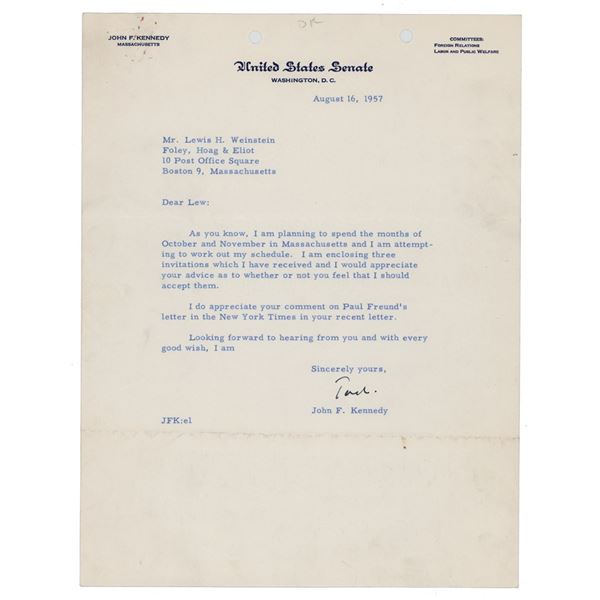 JOHN F. KENNEDY
MASSACHUSETTS
COMMITTEES:
FOREIGN RELATIONS
LABOR AND PUBLIC WELFARE
United States Senate
WASHINGTON, D. C.
August 16, 1957
Mr. Lewis H. Weinstein
Foley, Hoag & Eliot
10 Post Office Square
Boston 9, Massachusetts
Dear Lew:
As you know, I am planning to spend the months of
October and November in Massachusetts and I am attempt-
ing to work out my schedule. I am enclosing three
invitations which I have received and I would appreciate
your advice as to whether or not you feel that I should
accept them.
I do appreciate your comment on Paul Freund's
letter in the New York Times in your recent letter.
Looking forward to hearing from you and with every
good wish, I am
Sincerely yours,
John F. Kennedy
JFK:el